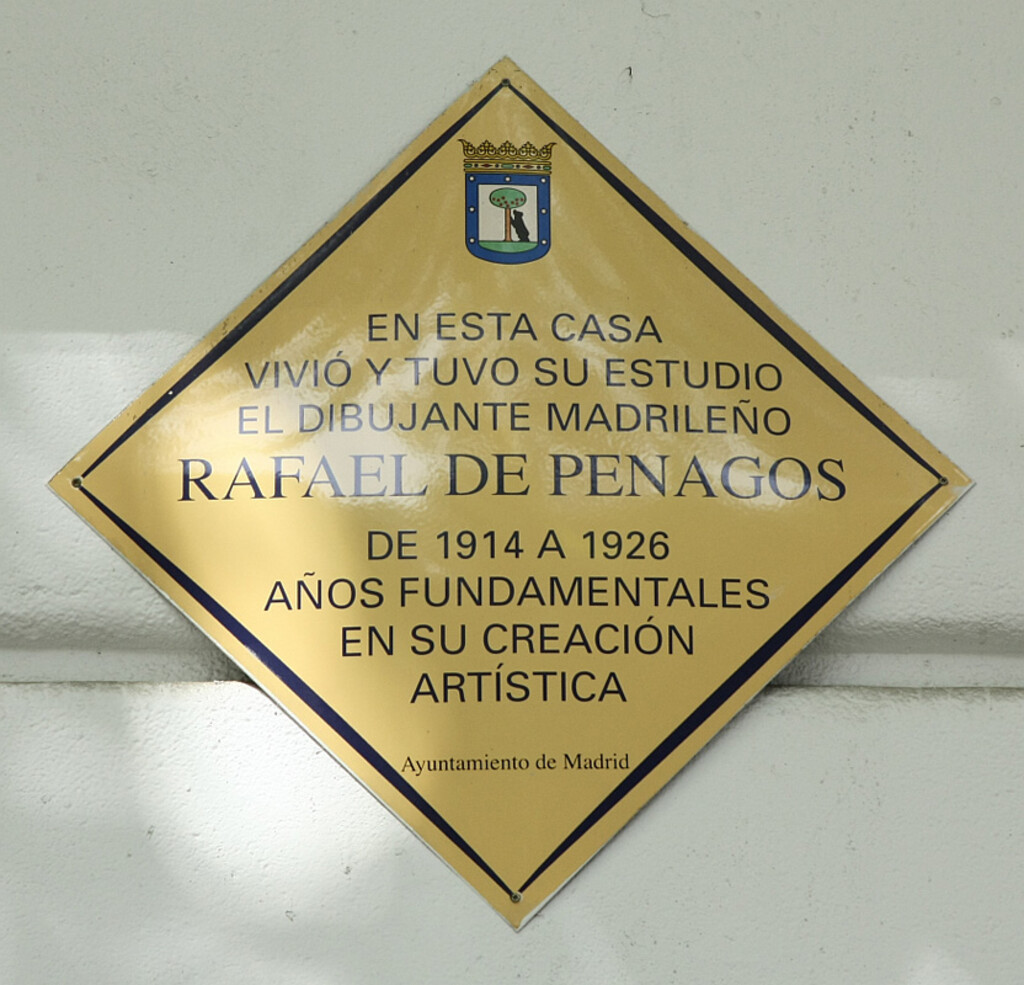 EN ESTA CASA
VIVIÓ Y TUVO SU ESTUDIO
EL DIBUJANTE MADRILEÑO
RAFAEL DE PENAGOS
DE 1914 A 1926
AÑOS FUNDAMENTALES
EN SU CREACIÓN
ARTÍSTICA
Ayuntamiento de Madrid